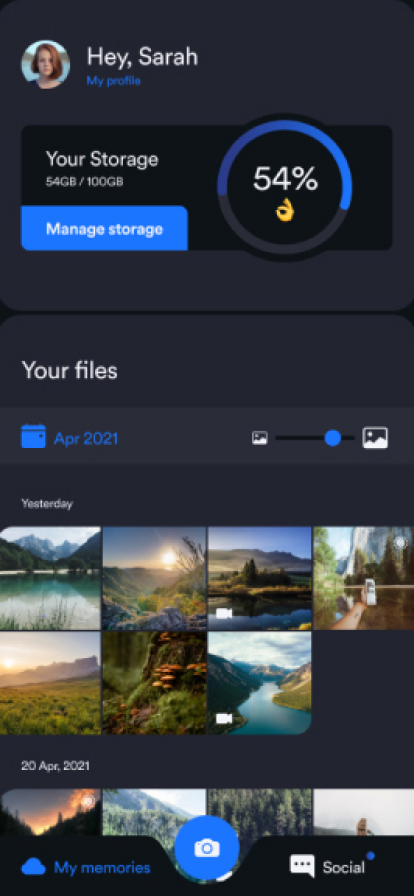 Hey, Sarah
My profile
Your Storage
54GB / 100GB
54%
Manage storage
Your files
Apr 2021
Yesterday
20 Apr, 2021
My memories
Social